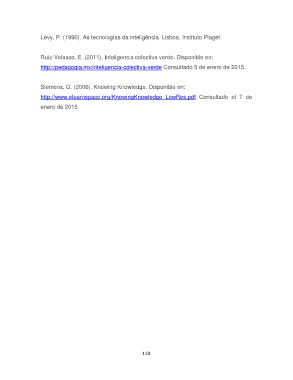 Lévy, P. (1990). As tecnologias da inteligência. Lisboa, Instituto Piaget.
Ruiz-Velasco, E. (2011). Inteligencia colectiva verde. Disponible en:
http://pedagogia.mx/inteligencia-colectiva-verde Consultado 5 de enero de 2015.
Siemens, G. (2006). Knowing Knowledge. Disponible en:
http://www.elearnspace.org/KnowingKnowledge_LowRes.pdf Consultado el 7 de
enero de 2015.
118